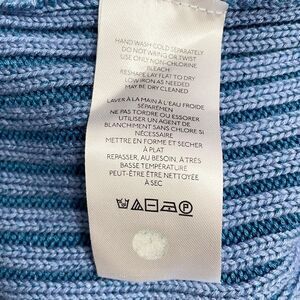 HAND WASH COLD SEPARATELY
DO NOT WRING OR TWIST
USE ONLY NON-CHLORINE
BLEACH
RESHAPE LAY FLAT TO DRY
LOW IRON AS NEEDED
MAY BE DRY CLEANED
LAVER À LA MAIN À L'EAU FROIDE
SÉPARÉMEN
NE PAS TORDRE OU ESSORER
UTILISER UN AGENT DE
BLANCHIMENT SANS CHLORE SI
NÉCESSAIRE
METTRE EN FORME ET SÉCHER
À PLAT
REPASSER, AU BESOIN, À TRÈS
BASSE TEMPÉRATURE
PEUT-ÊTRE ÊTRE NETTOYÉE
À SEC
P